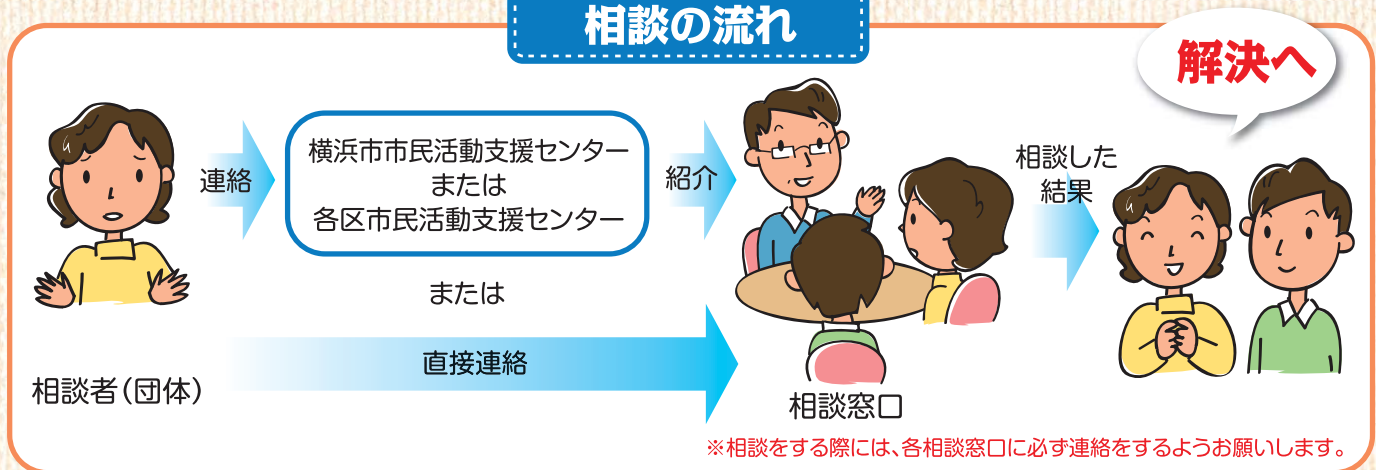 相談の流れ
解決へ
連絡
横浜市市民活動支援センター
または
各区市民活動支援センター
紹介
相談した
結果
または
直接連絡
相談者(団体)
相談窓口
※相談をする際には、各相談窓口に必ず連絡をするようお願いします。